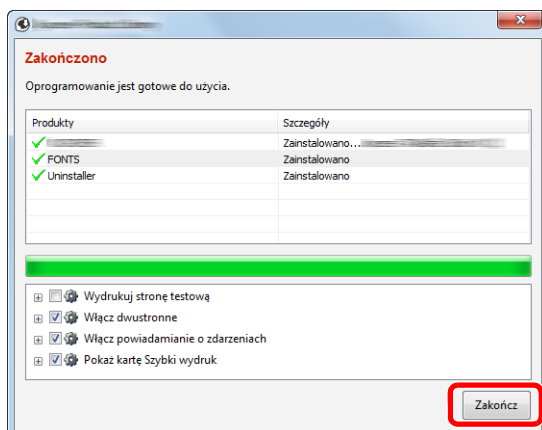 Zakończono
Oprogramowanie jest gotowe do użycia.
Produkty Szczegóły
Zainstalowano...
FONTS Zainstalowano
Uninstaller Zainstalowano
Wydrukuj stronę testową
Włącz dwustronne
Włącz powiadamianie o zdarzeniach
Pokaż kartę Szybki wydruk
Zakończ